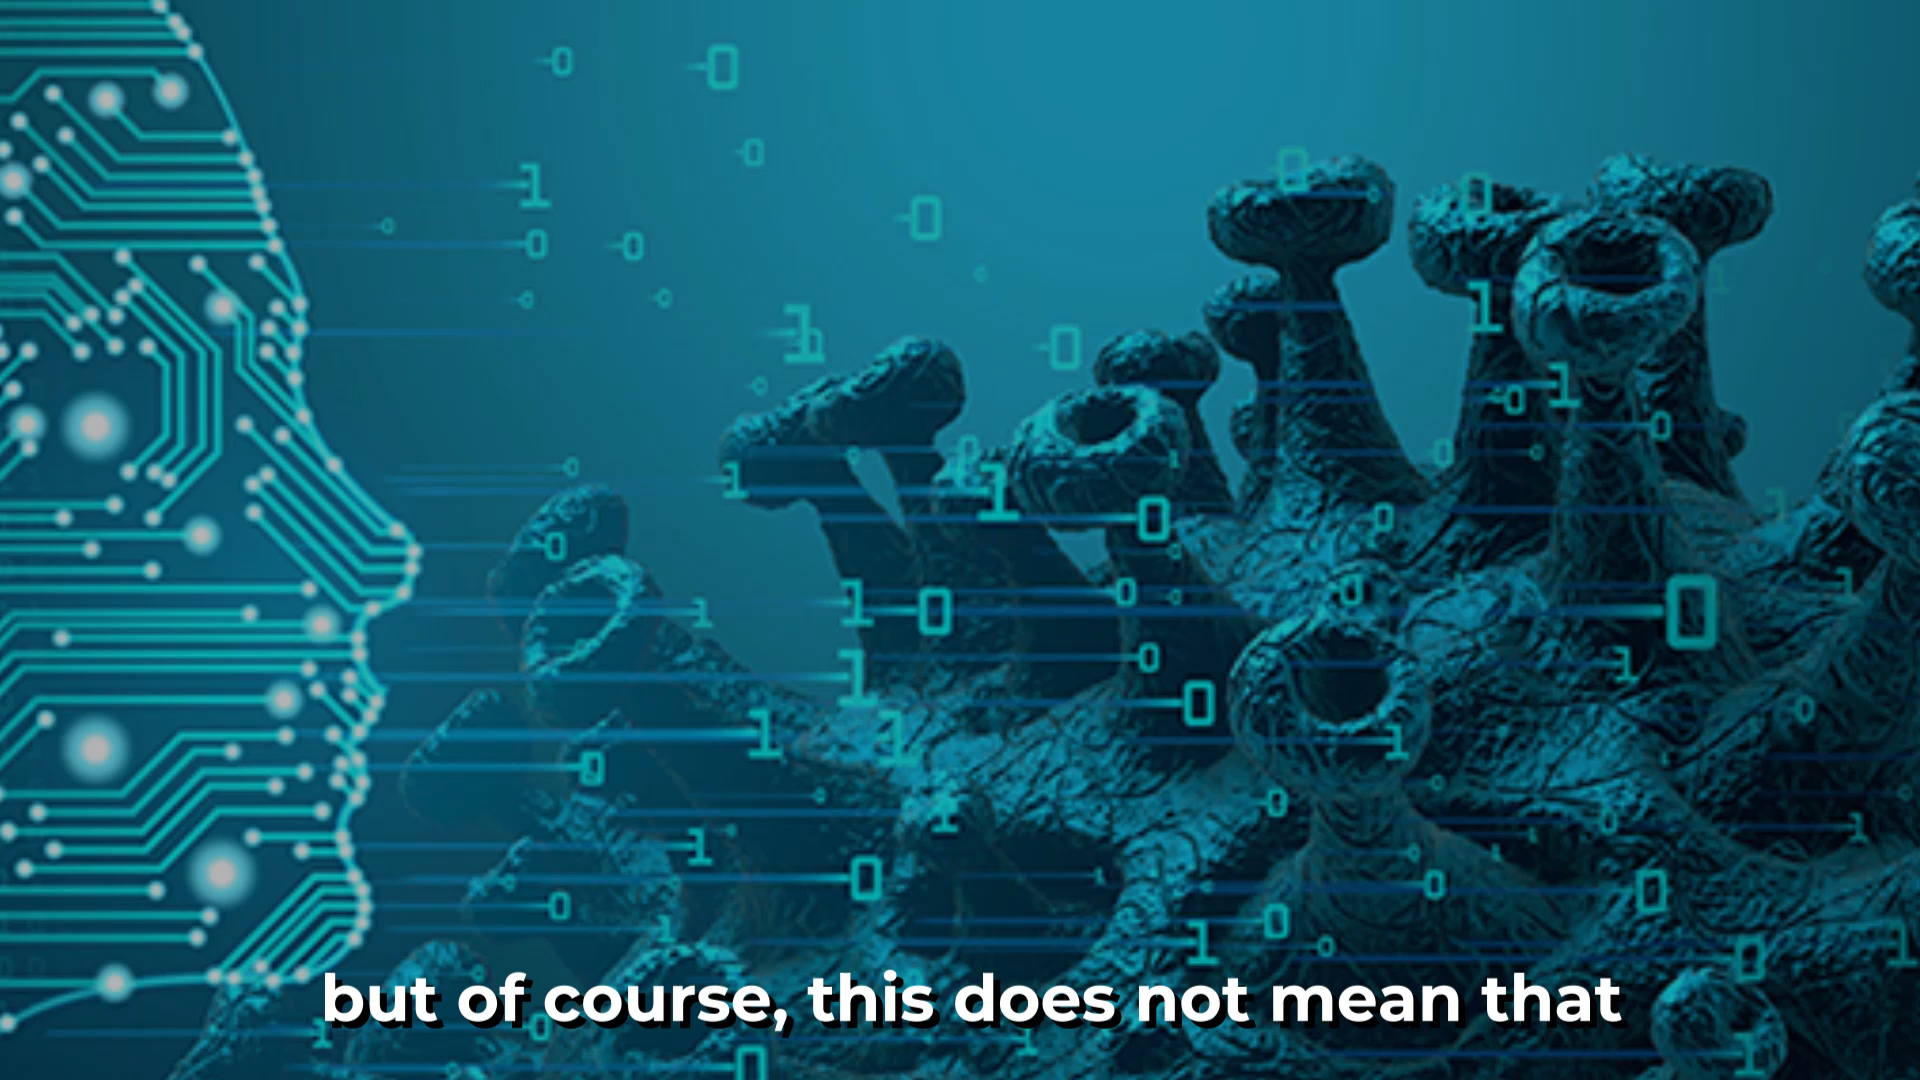 but of course, this does not mean that